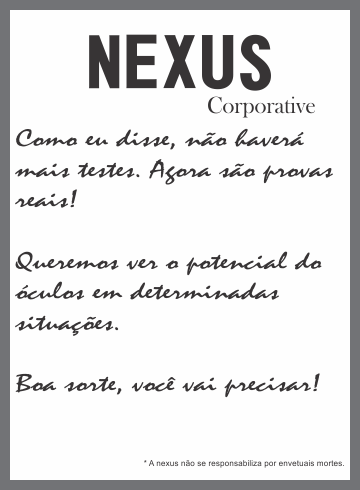 NEXUS
Corporative
Como eu disse, não haverá
mais testes. Agora são provas
reais!
Queremos ver o potencial do
óculos em determinadas
situações.
Boa sorte, você vai precisar!
* A nexus não se responsabiliza por envetuais mortes.